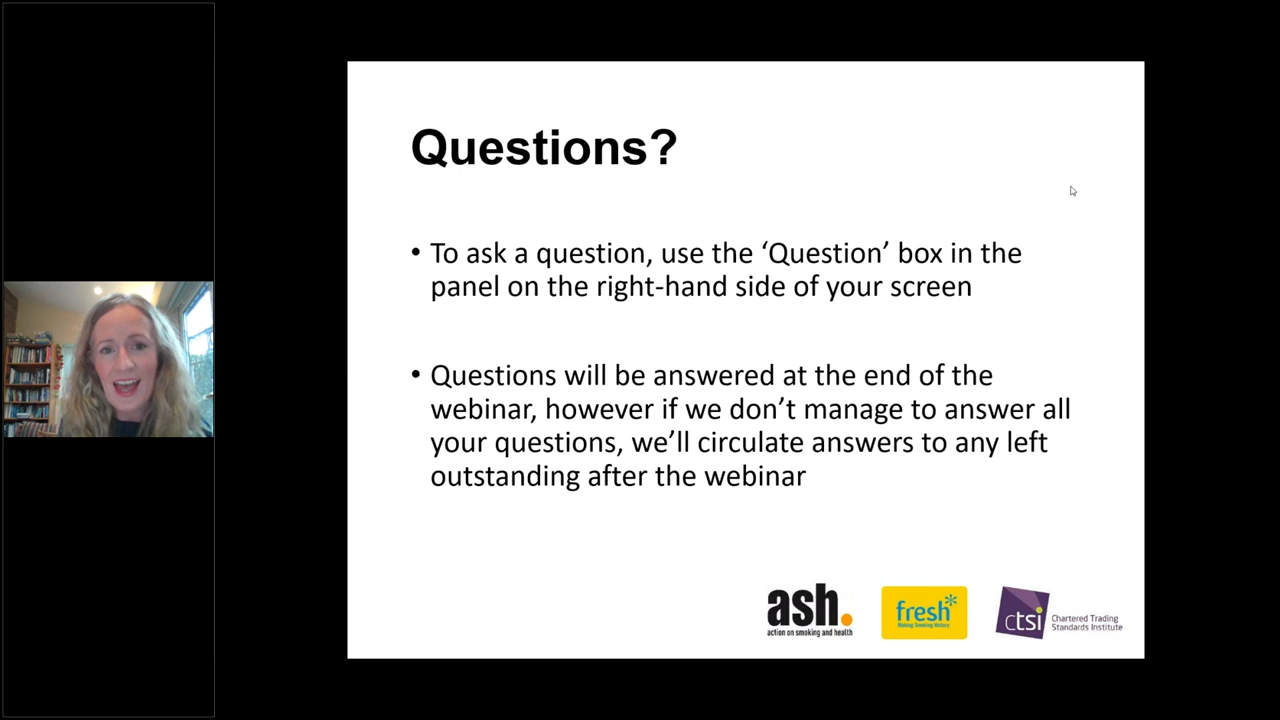 Questions?
• To ask a question, use the ‘Question’ box in the
panel on the right-hand side of your screen
• Questions will be answered at the end of the
webinar, however if we don’t manage to answer all
your questions, we’ll circulate answers to any left
outstanding after the webinar
ash.
action on smoking and health
fresh*
Making Smoking History
ctsi
Chartered Trading
Standards Institute